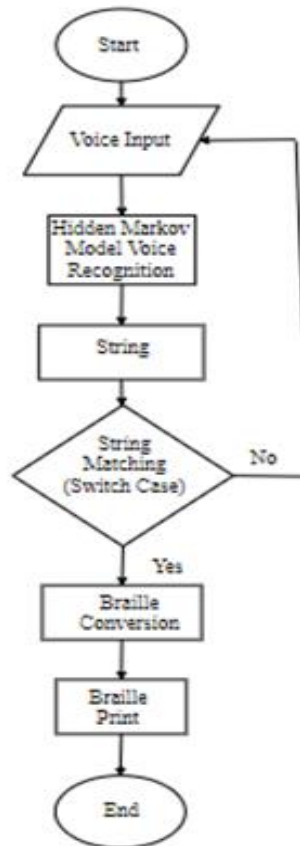 Start
Voice Input
Hidden Markov
Model Voice
Recognition
String
String
Matching
(Switch Case)
No
Yes
Braille
Conversion
Braille
Print
End